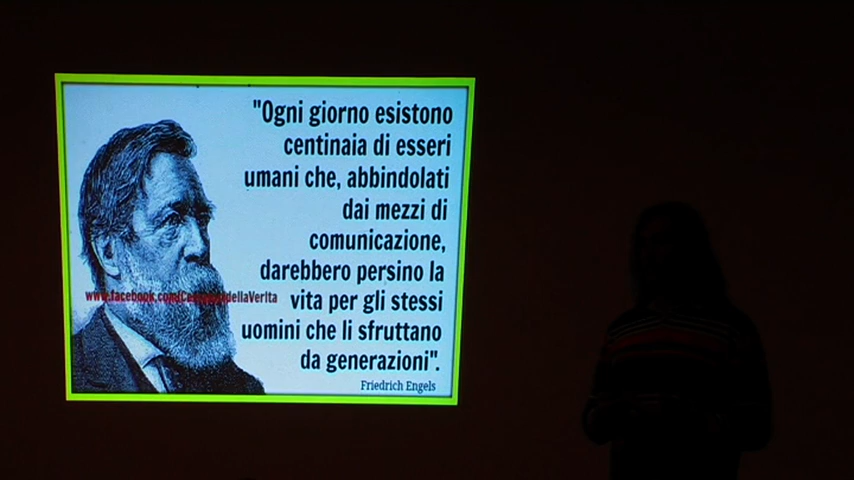 "Ogni giorno esistono
centinaia di esseri
umani che, abbindolati
dai mezzi di
comunicazione,
darebbero persino la
vita per gli stessi
uomini che li sfruttano
da generazioni".
Friedrich Engels